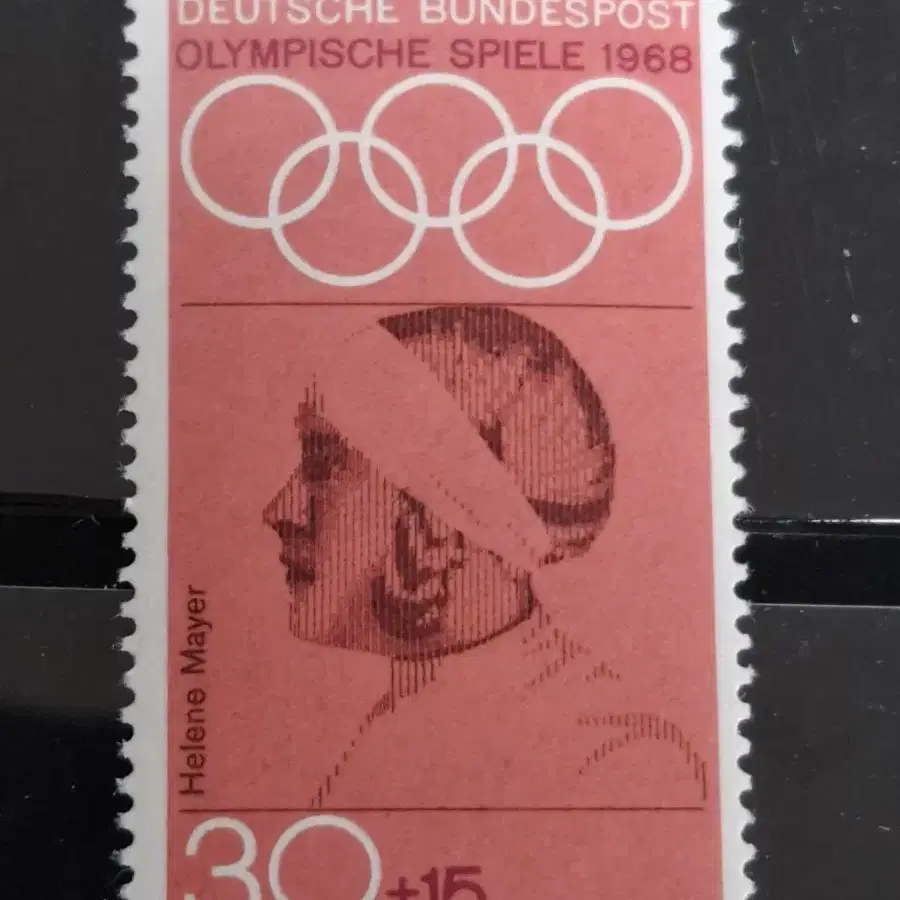 DEUTSCHE BUNDESPOST
OLYMPISCHE SPIELE 1968
Helene Mayer
30+15